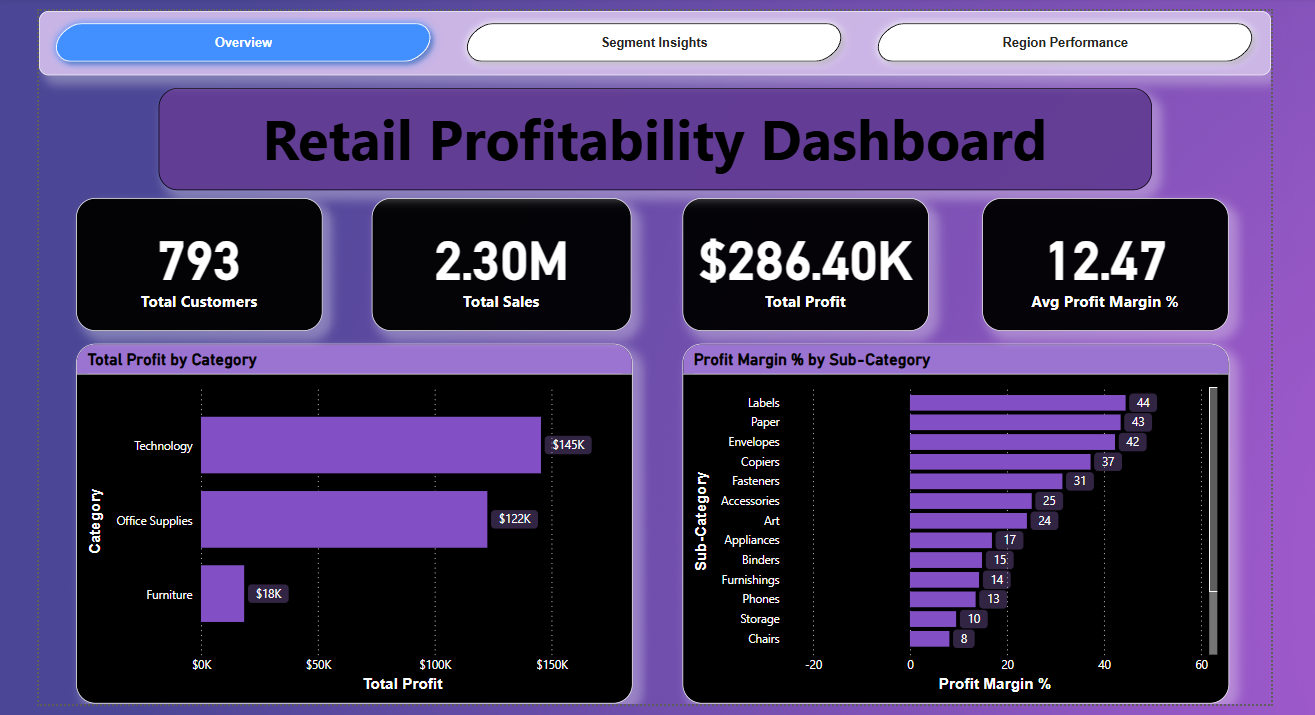 Overview Segment Insights Region Performance
Retail Profitability Dashboard
793 2.30M $286.40K 12.47
Total Customers Total Sales Total Profit Avg Profit Margin %
Total Profit by Category
Category
Technology $145K
Office Supplies $122K
Furniture $18K
$0K $50K $100K $150K
Total Profit
Profit Margin % by Sub-Category
Sub-Category
Labels 44
Paper 43
Envelopes 42
Copiers 37
Fasteners 31
Accessories 25
Art 24
Appliances 17
Binders 15
Furnishings 14
Phones 13
Storage 10
Chairs 8
-20 0 20 40 60
Profit Margin %